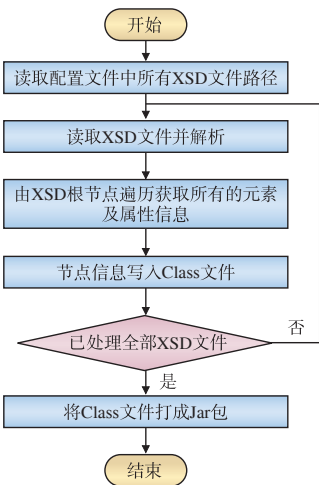 开始
读取配置文件中所有XSD文件路径
读取XSD文件并解析
由XSD根节点遍历获取所有的元素
及属性信息
节点信息写入Class文件
已处理全部XSD文件
否
是
将Class文件打成Jar包
结束